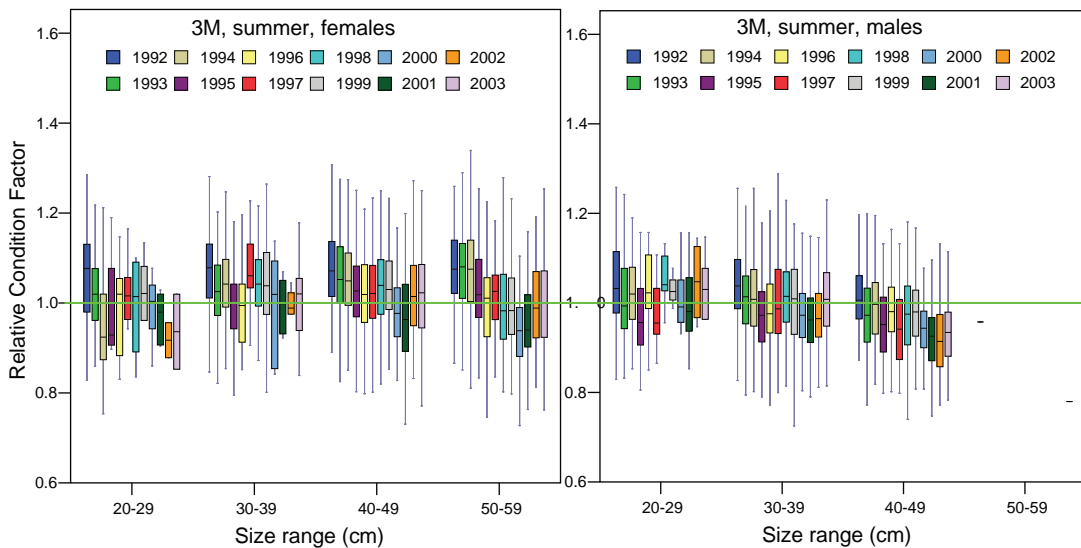 3M, summer, females
1992 1994 1996 1998 2000 2002
1993 1995 1997 1999 2001 2003
Relative Condition Factor
1.6
1.4
1.2
1.0
0.8
0.6
20-29 30-39 40-49 50-59
Size range (cm)
3M, summer, males
1992 1994 1996 1998 2000 2002
1993 1995 1997 1999 2001 2003
1.6
1.4
1.2
1.0
0.8
0.6
20-29 30-39 40-49 50-59
Size range (cm)